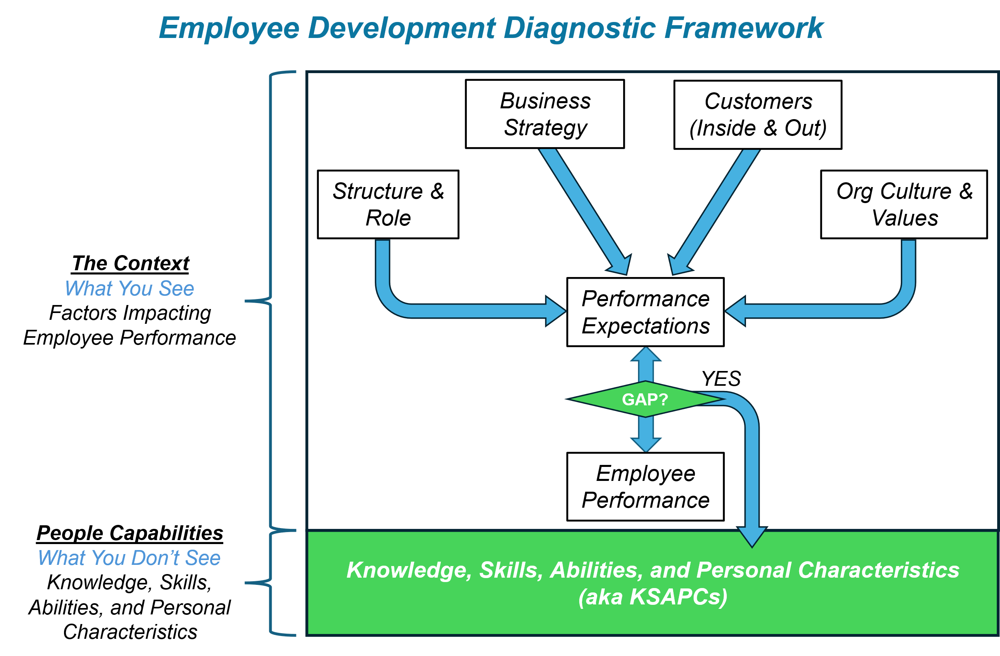 Employee Development Diagnostic Framework
Business
Strategy
Customers
(Inside & Out)
Structure &
Role
Org Culture &
Values
The Context
What You See
Factors Impacting
Employee Performance
Performance
Expectations
YES
GAP?
Employee
Performance
People Capabilities
What You Don’t See
Knowledge, Skills,
Abilities, and Personal
Characteristics
Knowledge, Skills, Abilities, and Personal Characteristics
(aka KSAPCs)